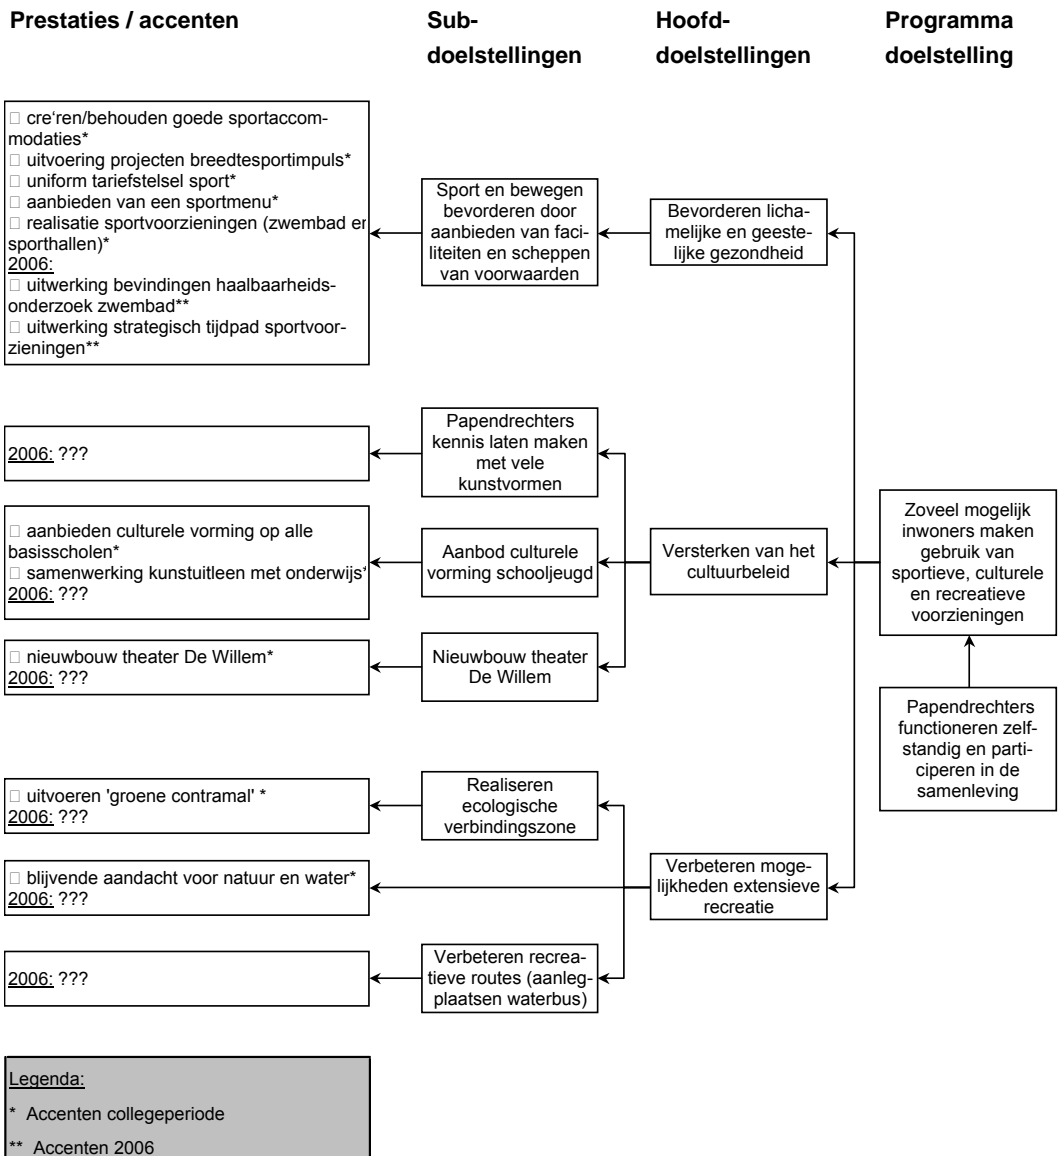 Prestaties / accenten
Sub-
doelstellingen
Hoofd-
doelstellingen
Programma
doelstelling
□ cre‘ren/behouden goede sportaccom-
modaties*
□ uitvoering projecten breedtesportimpuls*
□ uniform tariefstelsel sport*
□ aanbieden van een sportmenu*
□ realisatie sportvoorzieningen (zwembad en
sporthallen)*
2006:
□ uitwerking bevindingen haalbaarheids-
onderzoek zwembad**
□ uitwerking strategisch tijdpad sportvoor-
zieningen**
Sport en bewegen
bevorderen door
aanbieden van faci-
liteiten en scheppen
van voorwaarden
Bevorderen licha-
melijke en geeste-
lijke gezondheid
2006: ???
Papendrechters
kennis laten maken
met vele
kunstvormen
□ aanbieden culturele vorming op alle
basisscholen*
□ samenwerking kunstuitleen met onderwijs*
2006: ???
Aanbod culturele
vorming schooljeugd
Versterken van het
cultuurbeleid
Zoveel mogelijk
inwoners maken
gebruik van
sportieve, culturele
en recreatieve
voorzieningen
□ nieuwbouw theater De Willem*
2006: ???
Nieuwbouw theater
De Willem
Papendrechters
functioneren zelf-
standig en parti-
ciperen in de
samenleving
□ uitvoeren 'groene contramal' *
2006: ???
Realiseren
ecologische
verbindingszone
□ blijvende aandacht voor natuur en water*
2006: ???
Verbeteren moge-
lijkheden extensieve
recreatie
2006: ???
Verbeteren recrea-
tieve routes (aanleg-
plaatsen waterbus)
Legenda:
* Accenten collegeperiode
** Accenten 2006